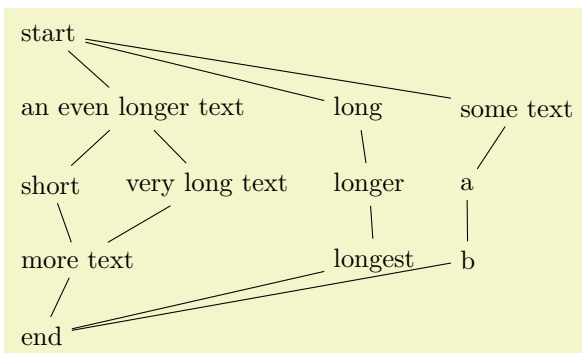 start
an even longer text long some text
short very long text longer a
more text longest b
end